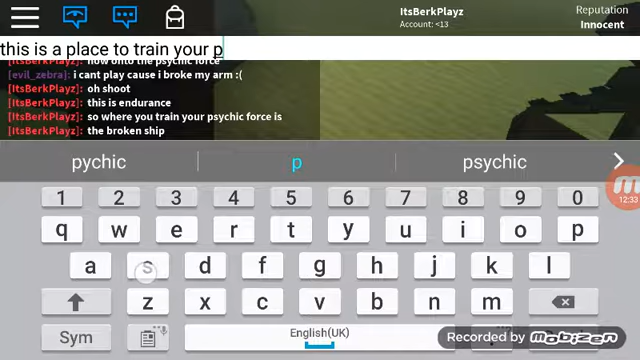 ItsBerkPlayz
Account: <13
Reputation
Innocent
this is a place to train your p
now onto the psychic force
[evil_zebra]: i cant play cause i broke my arm :(
[ItsBerkPlayz]: oh shoot
[ItsBerkPlayz]: this is endurance
[ItsBerkPlayz]: so where you train your psychic force is
[ItsBerkPlayz]: the broken ship
pychic p psychic
12:33
1 2 3 4 5 6 7 8 9 0
q w e r t y u i o p
a s d f g h j k l
z x c v b n m
Sym English(UK)
Recorded by mobizen